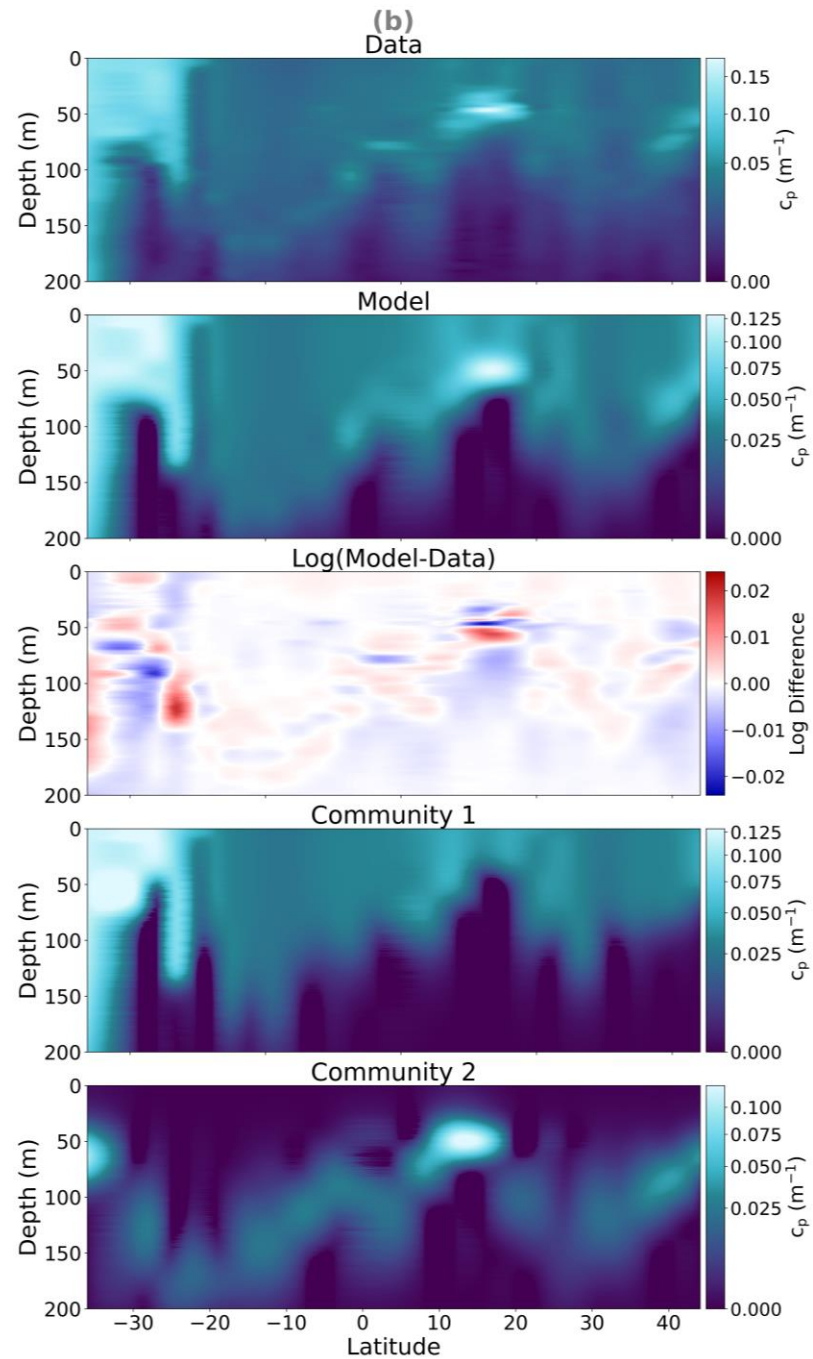 (b)
Data
0
50
100
150
200
Depth (m)
0.15
0.10
0.05
0.00
cₚ (m⁻¹)
Model
0
50
100
150
200
Depth (m)
0.125
0.100
0.075
0.050
0.025
0.000
cₚ (m⁻¹)
Log(Model-Data)
0
50
100
150
200
Depth (m)
0.02
0.01
0.00
−0.01
−0.02
Log Difference
Community 1
0
50
100
150
200
Depth (m)
0.125
0.100
0.075
0.050
0.025
0.000
cₚ (m⁻¹)
Community 2
0
50
100
150
200
Depth (m)
0.100
0.075
0.050
0.025
0.000
cₚ (m⁻¹)
−30 −20 −10 0 10 20 30 40
Latitude